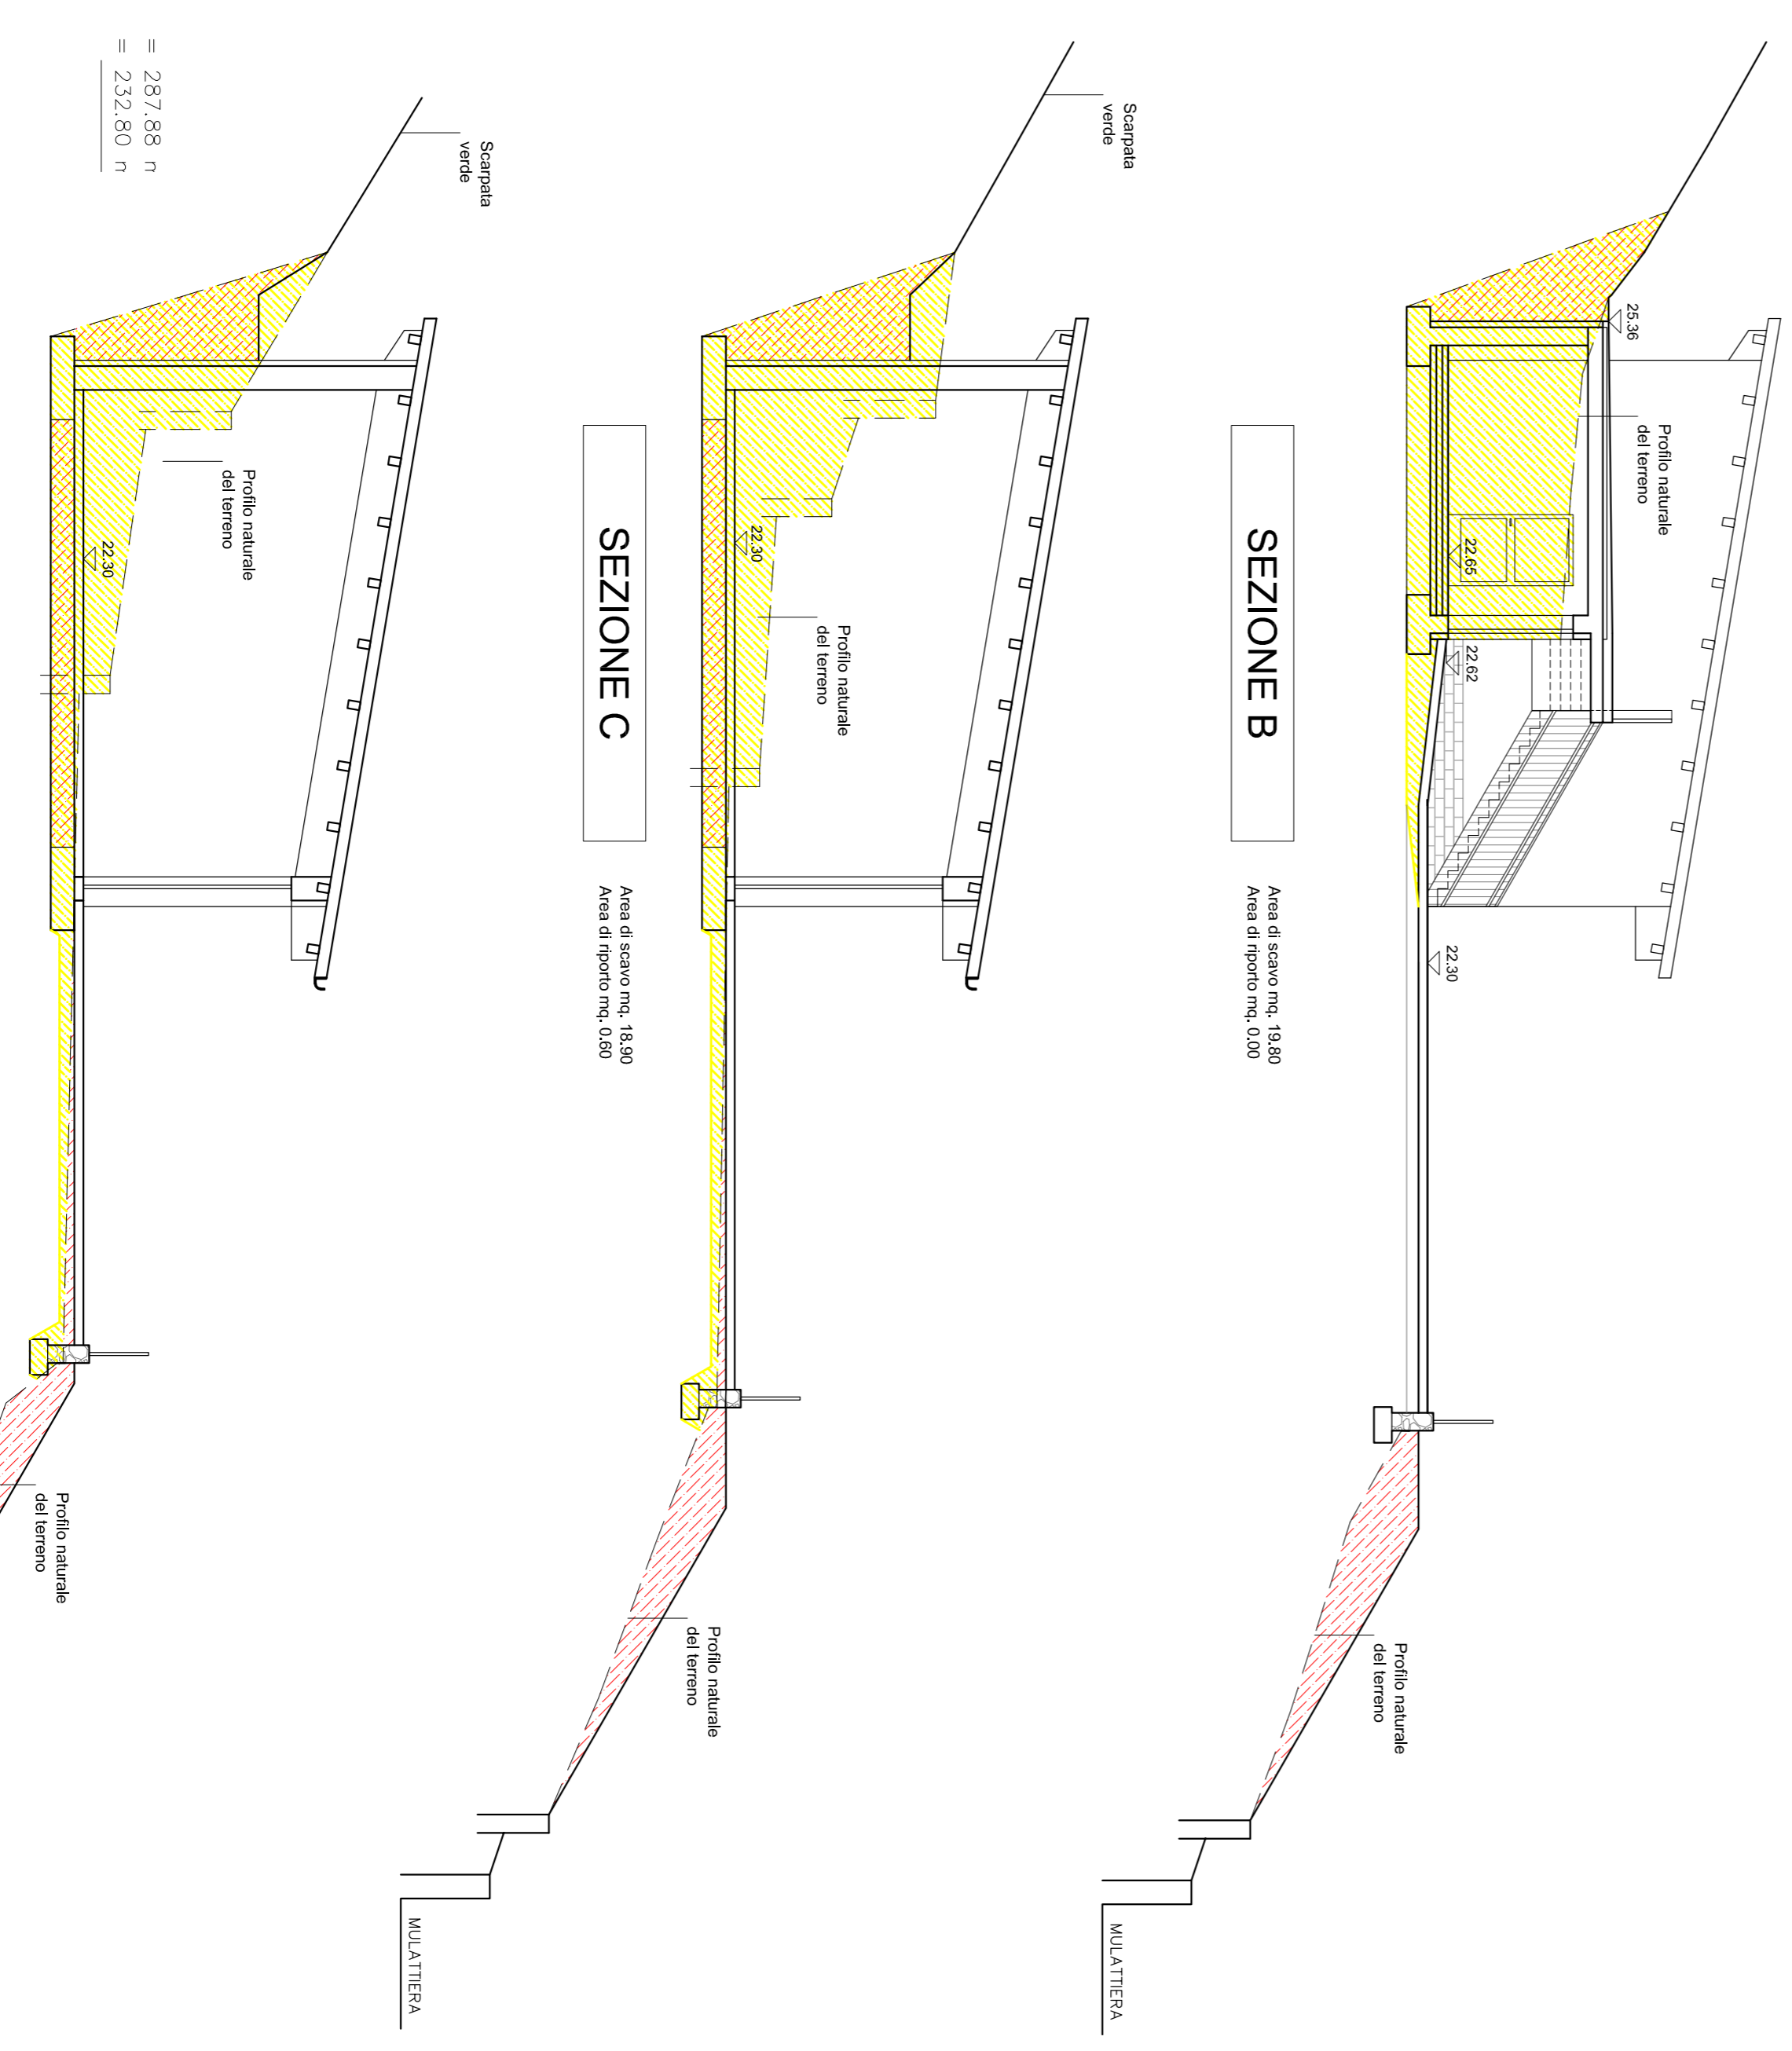 25.36
Profilo naturale
del terreno
22.65
22.62
22.30
Profilo naturale
del terreno
MULATTIERA
SEZIONE B
Area di scavo mq. 19.80
Area di riporto mq. 0.00
Scarpata
verde
22.30
Profilo naturale
del terreno
Profilo naturale
del terreno
MULATTIERA
SEZIONE C
Area di scavo mq. 18.90
Area di riporto mq. 0.60
Scarpata
verde
Profilo naturale
del terreno
22.30
Profilo naturale
del terreno
= 287.88
= 232.80